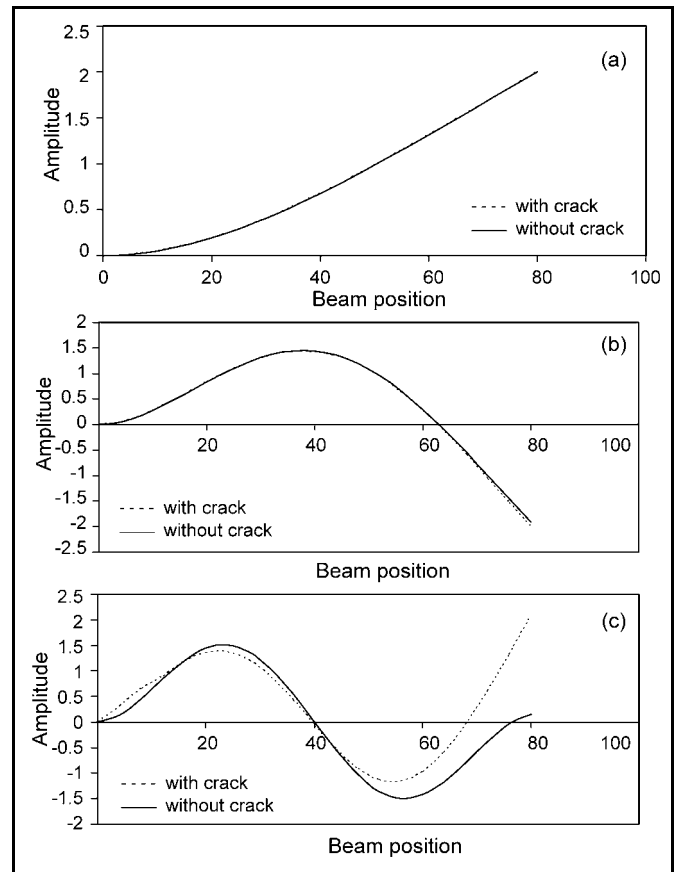 2.5
(a)
2
1.5
1
0.5
0
Amplitude
with crack
without crack
0 20 40 60 80 100
Beam position
2
(b)
1.5
1
0.5
0
-0.5
-1
-1.5
-2
-2.5
Amplitude
20 40 60 80 100
with crack
without crack
Beam position
2.5
(c)
2
1.5
1
0.5
0
-0.5
-1
-1.5
-2
Amplitude
20 40 60 80 100
with crack
without crack
Beam position